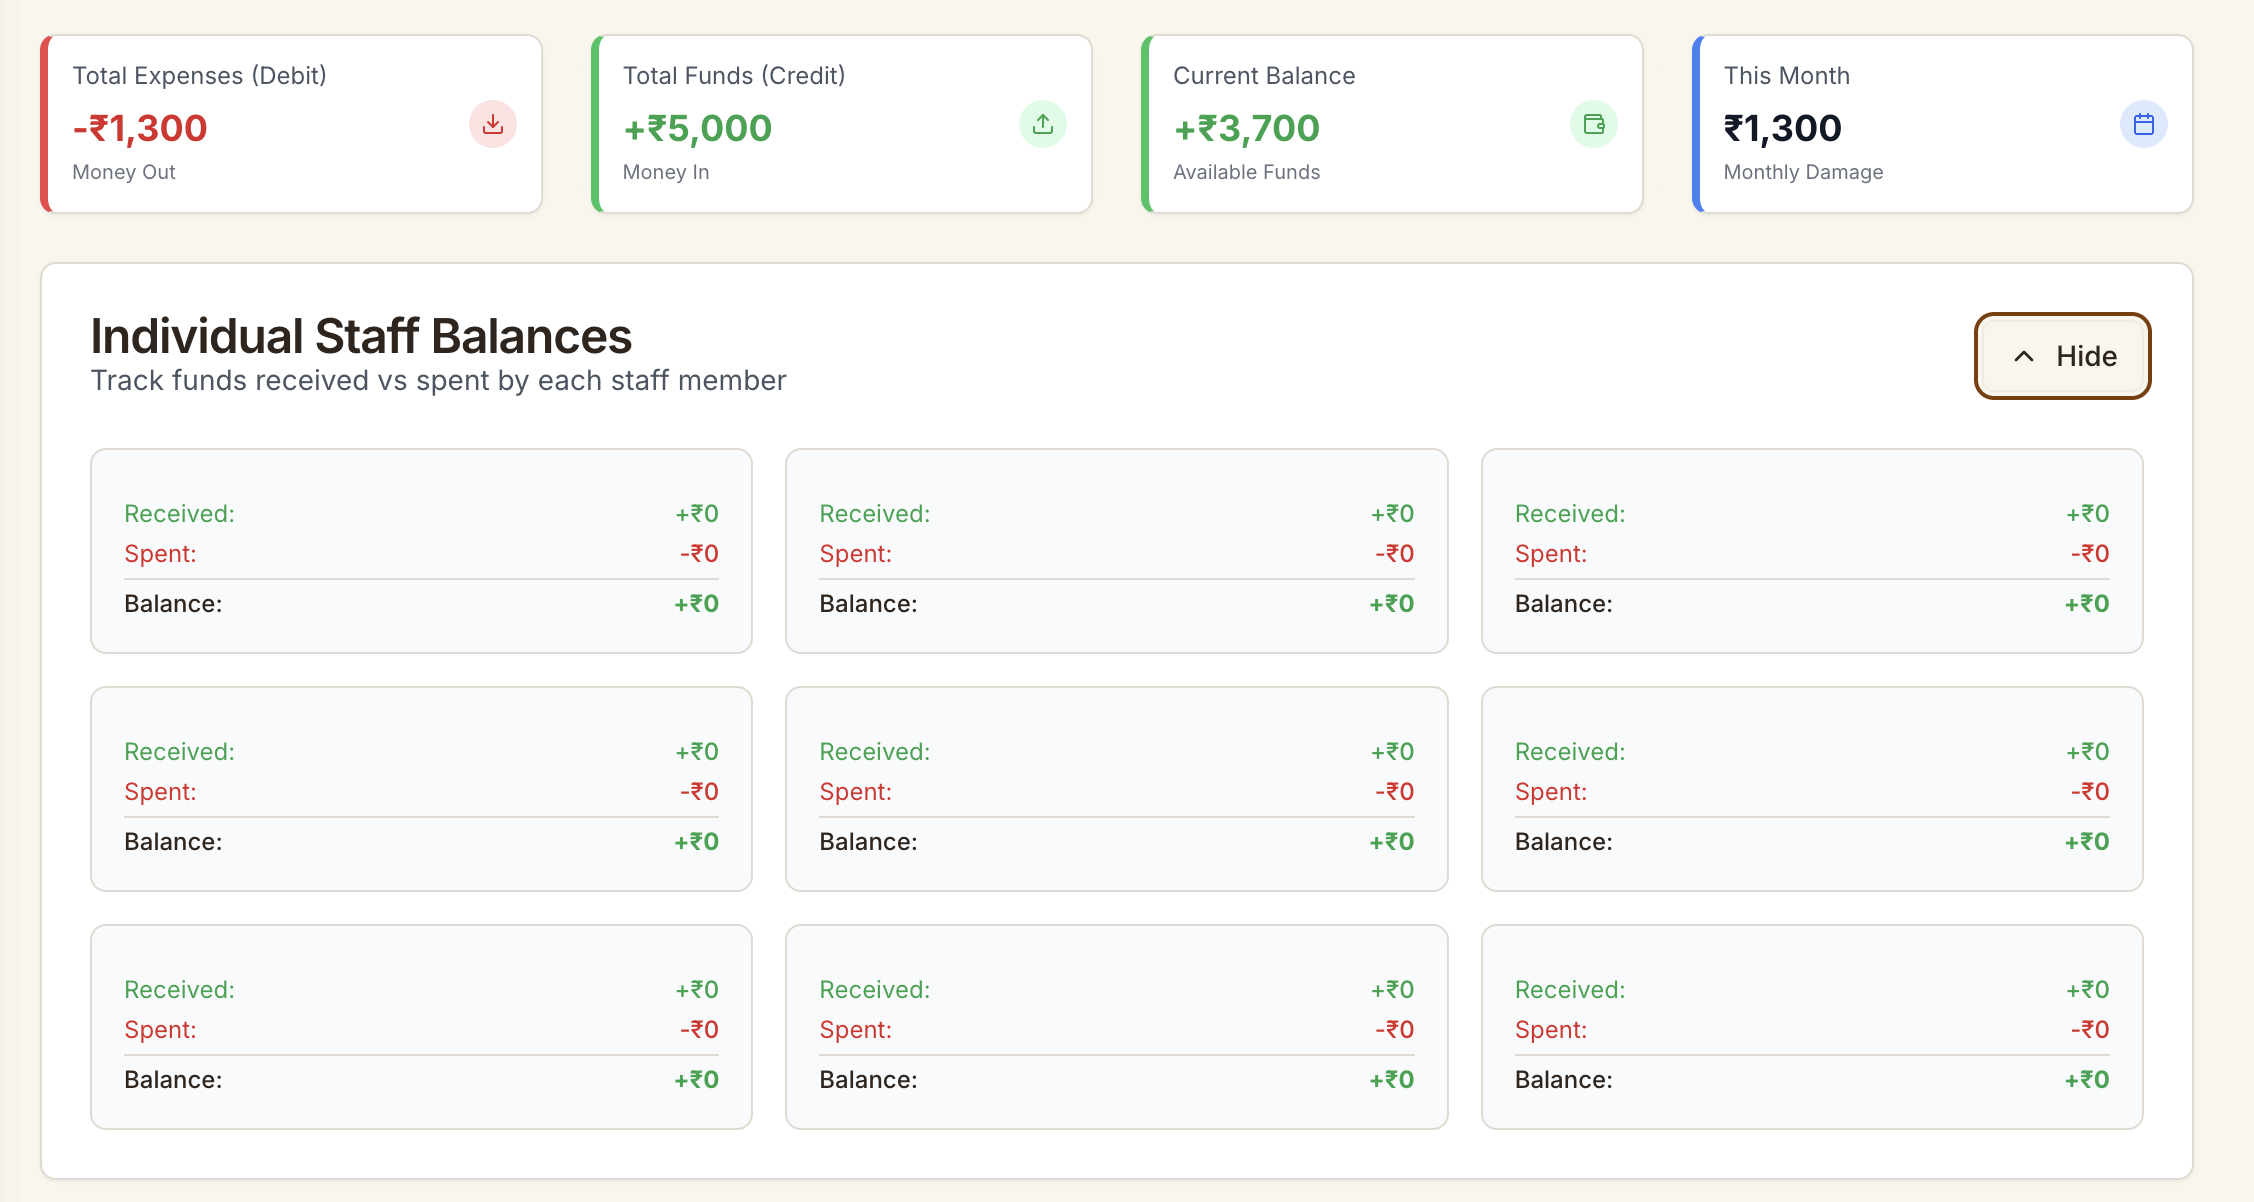 Total Expenses (Debit)
-₹1,300
Money Out
Total Funds (Credit)
+₹5,000
Money In
Current Balance
+₹3,700
Available Funds
This Month
₹1,300
Monthly Damage
Individual Staff Balances
Track funds received vs spent by each staff member
Hide
Received: +₹0
Spent: -₹0
Balance: +₹0
Received: +₹0
Spent: -₹0
Balance: +₹0
Received: +₹0
Spent: -₹0
Balance: +₹0
Received: +₹0
Spent: -₹0
Balance: +₹0
Received: +₹0
Spent: -₹0
Balance: +₹0
Received: +₹0
Spent: -₹0
Balance: +₹0
Received: +₹0
Spent: -₹0
Balance: +₹0
Received: +₹0
Spent: -₹0
Balance: +₹0
Received: +₹0
Spent: -₹0
Balance: +₹0